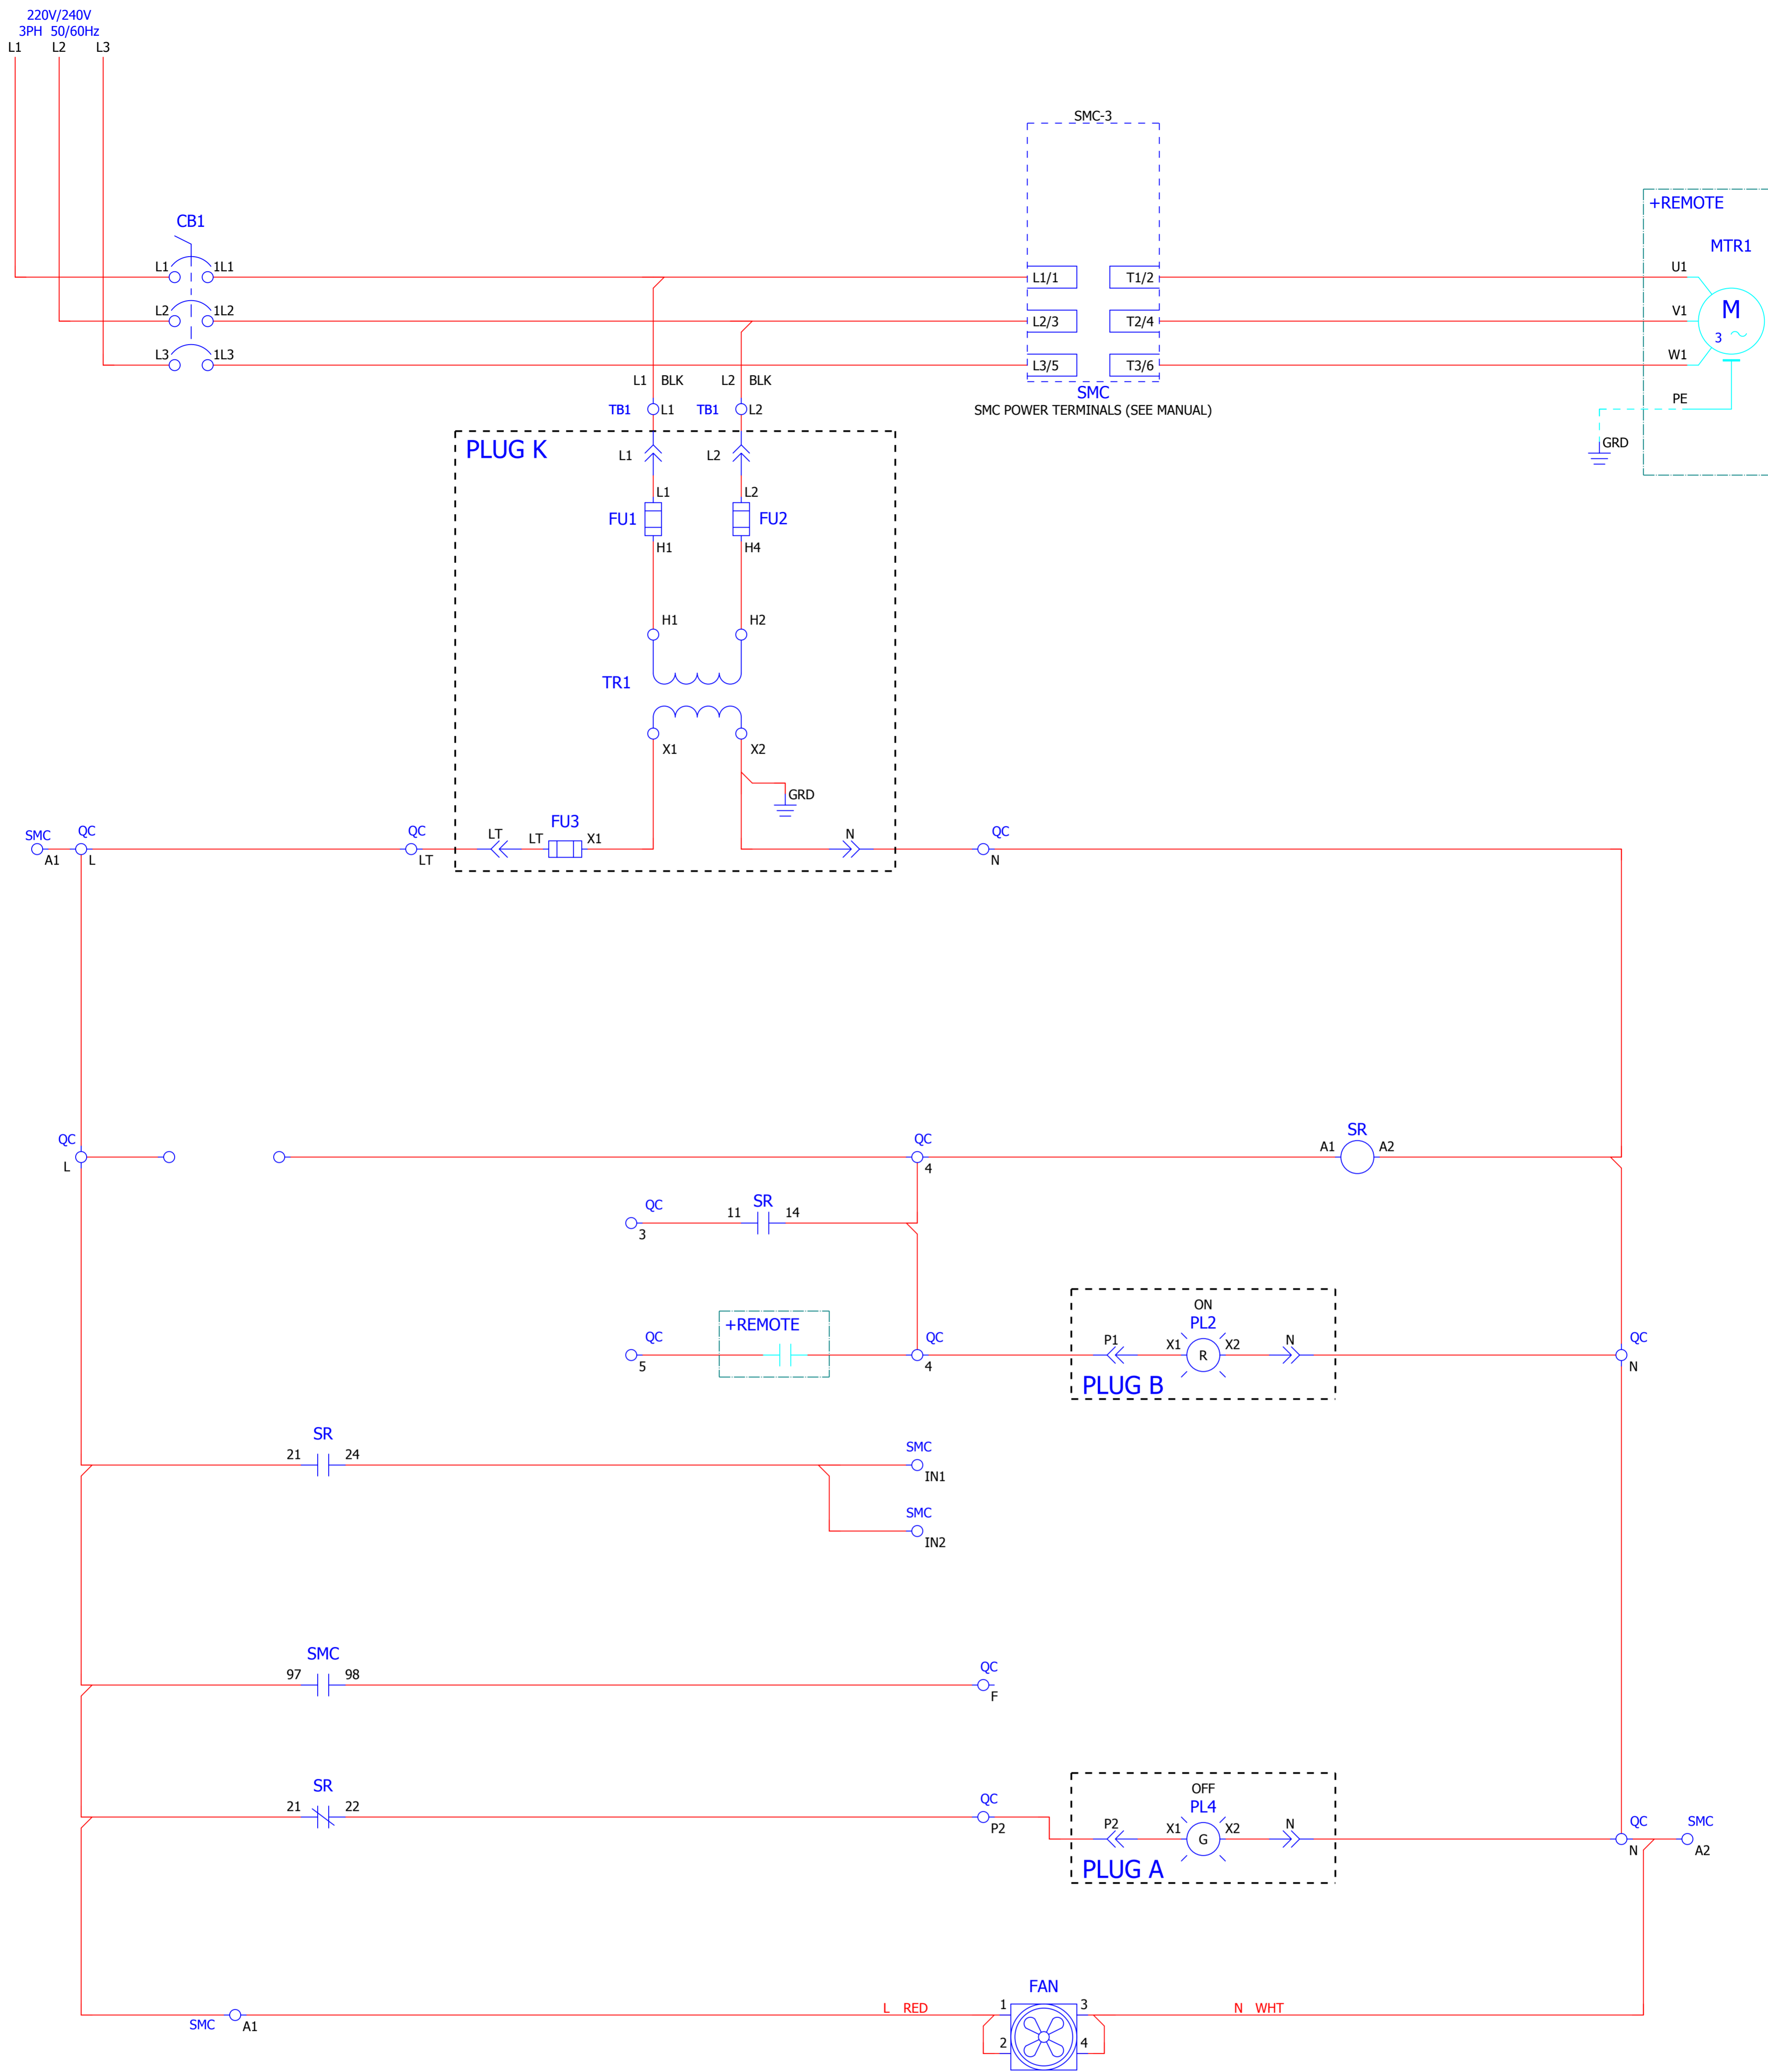 220V/240V
3PH 50/60Hz
L1 L2 L3
SMC-3
+REMOTE
CB1
MTR1
L1 1L1 L1/1 T1/2 U1
L2 1L2 L2/3 T2/4 V1
M
3
L3 1L3 L3/5 T3/6 W1
L1 BLK L2 BLK
SMC
SMC POWER TERMINALS (SEE MANUAL)
PE
TB1 L1 TB1 L2
GRD
PLUG K
L1 L2
L1 L2
FU1 FU2
H1 H4
H1 H2
TR1
X1 X2
GRD
FU3
SMC QC QC LT LT X1 N QC
A1 L LT N
QC QC SR
A1 A2
L 4
QC SR
11 14
3
ON
+REMOTE PL2
QC QC P1 X1 R X2 N QC
5 4 N
PLUG B
SR SMC
21 24
IN1
SMC
IN2
SMC QC
97 98
F
SR OFF
21 22 QC PL4
P2
P2 X1 G X2 N QC SMC
N A2
PLUG A
FAN
SMC A1 L RED 1 3 N WHT
2 4